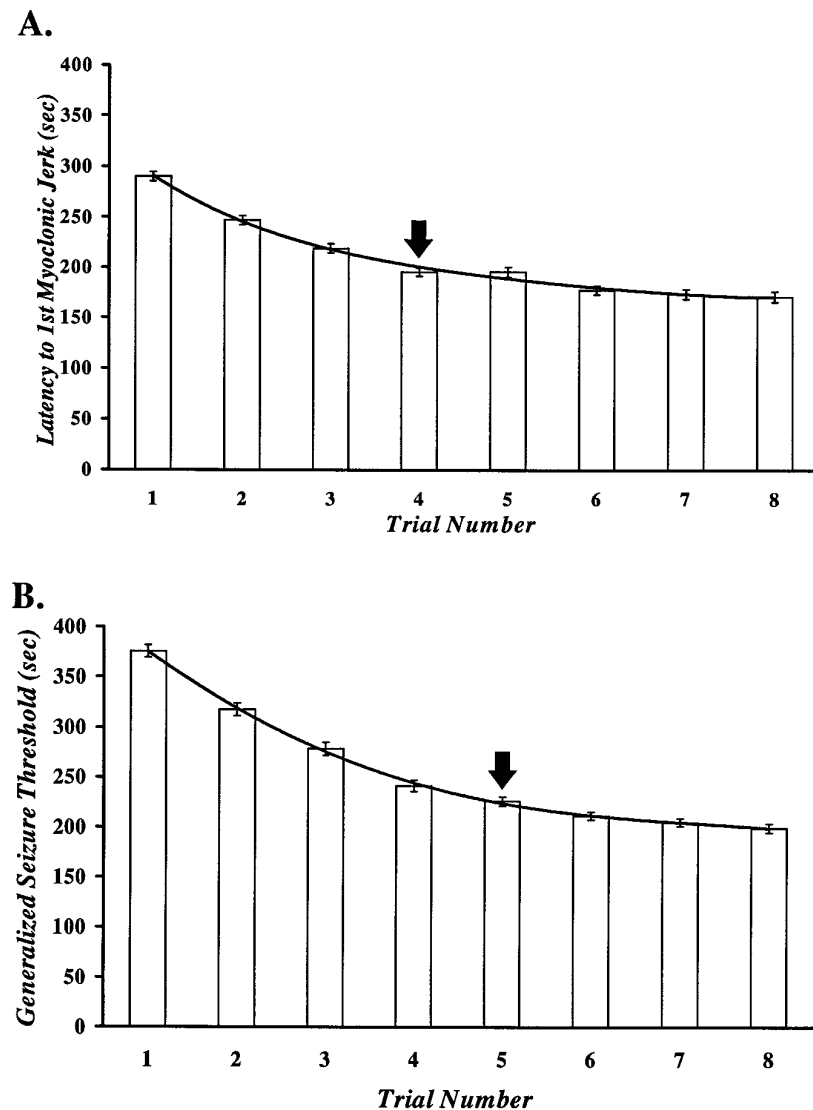 A.
Latency to 1st Myoclonic Jerk (sec)
400
350
300
250
200
150
100
50
0
1 2 3 4 5 6 7 8
Trial Number
B.
Generalized Seizure Threshold (sec)
400
350
300
250
200
150
100
50
0
1 2 3 4 5 6 7 8
Trial Number